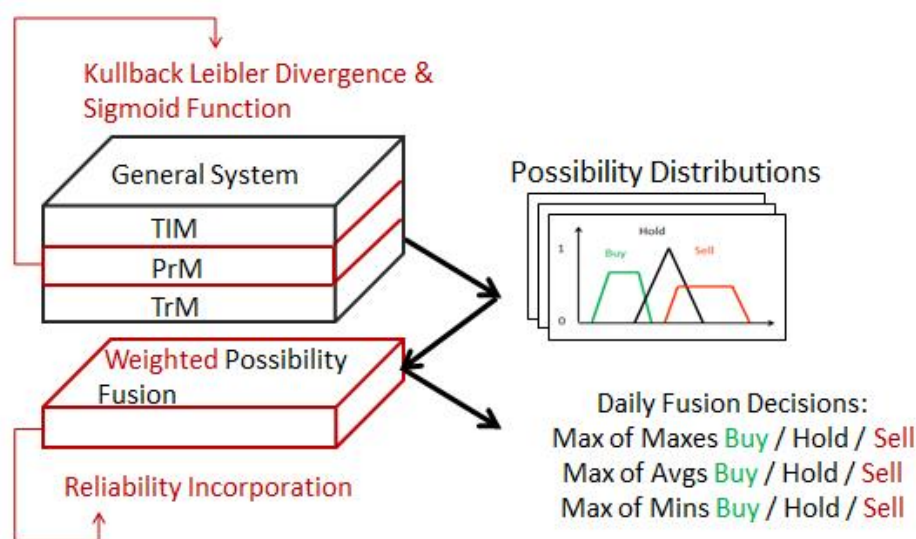 Kullback Leibler Divergence &
Sigmoid Function
General System
TIM
PrM
TrM
Possibility Distributions
Hold
1
Buy
Sell
0
Weighted Possibility
Fusion
Reliability Incorporation
Daily Fusion Decisions:
Max of Maxes Buy / Hold / Sell
Max of Avgs Buy / Hold / Sell
Max of Mins Buy / Hold / Sell